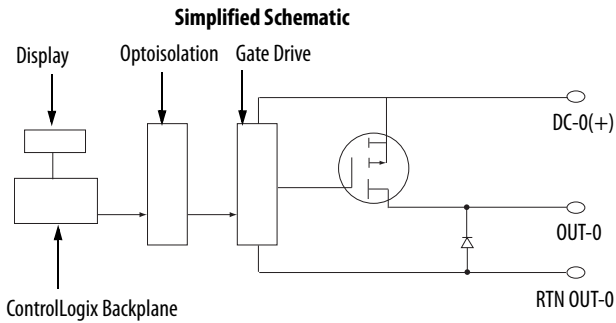 Simplified Schematic
Display
Optoisolation
Gate Drive
DC-0(+)
OUT-0
RTN OUT-0
ControlLogix Backplane